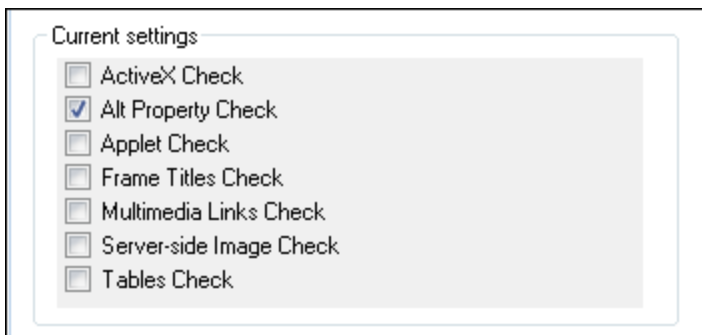 Current settings
ActiveX Check
Alt Property Check
Applet Check
Frame Titles Check
Multimedia Links Check
Server-side Image Check
Tables Check